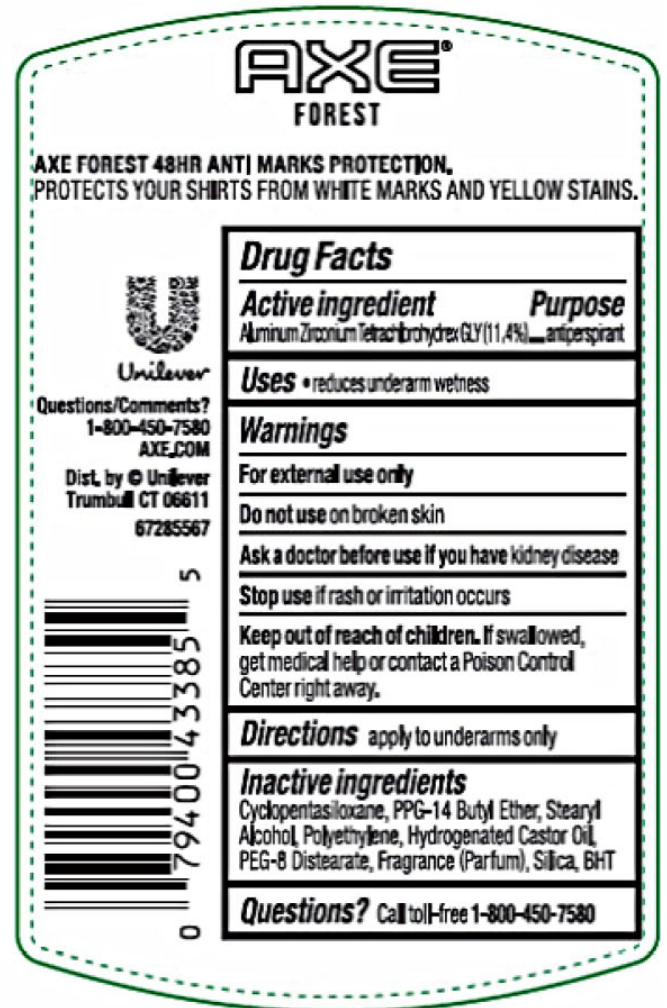 AXE®
FOREST
AXE FOREST 48HR ANTI MARKS PROTECTION.
PROTECTS YOUR SHIRTS FROM WHITE MARKS AND YELLOW STAINS.
Unilever
Questions/Comments?
1-800-450-7580
AXE.COM
Dist. by © Unilever
Trumbull CT 06611
67285567
0 79400 43385 5
Drug Facts
Active ingredient Purpose
Aluminum Zirconium Tetrachlorohydrex GLY (11.4%)....antiperspirant
Uses • reduces underarm wetness
Warnings
For external use only
Do not use on broken skin
Ask a doctor before use if you have kidney disease
Stop use if rash or irritation occurs
Keep out of reach of children. If swallowed,
get medical help or contact a Poison Control
Center right away.
Directions apply to underarms only
Inactive ingredients
Cyclopentasiloxane, PPG-14 Butyl Ether, Stearyl
Alcohol, Polyethylene, Hydrogenated Castor Oil,
PEG-8 Distearate, Fragrance (Parfum), Silica, BHT
Questions? Call toll-free 1-800-450-7580